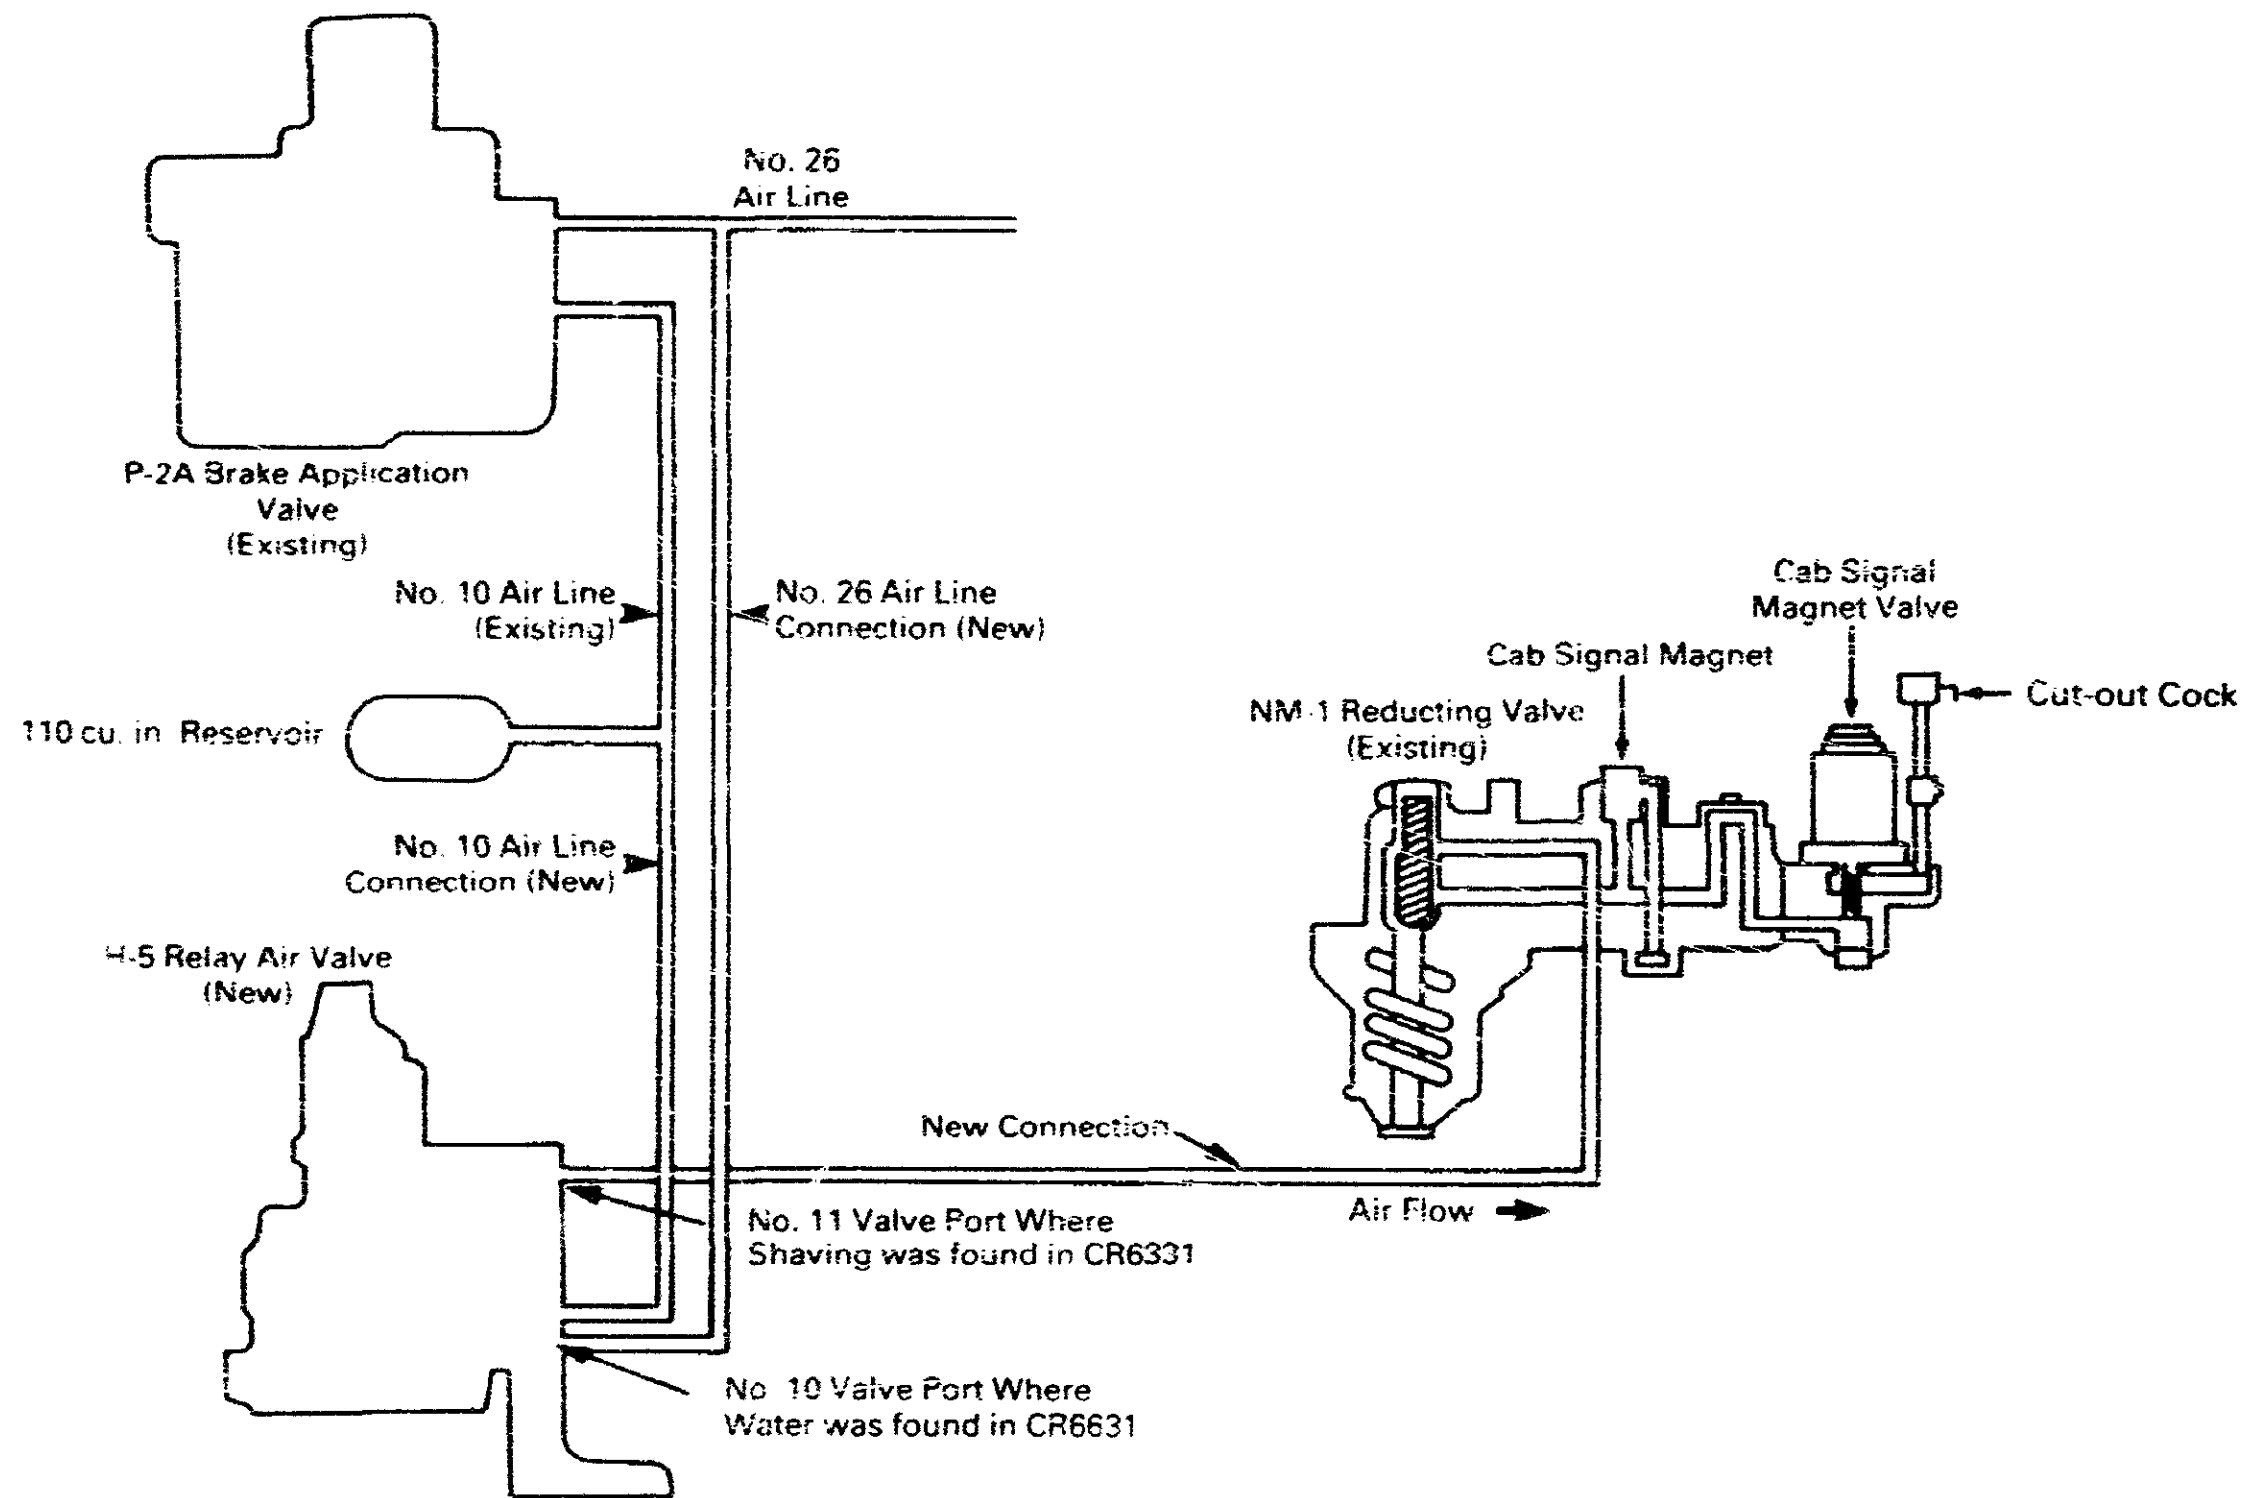 No. 26
Air Line
P-2A Brake Application
Valve
(Existing)
No. 10 Air Line
(Existing)
No. 26 Air Line
Connection (New)
Cab Signal
Magnet Valve
Cab Signal Magnet
Cut-out Cock
NM-1 Reducting Valve
(Existing)
110 cu. in Reservoir
No. 10 Air Line
Connection (New)
H-5 Relay Air Valve
(New)
New Connection
Air Flow
No. 11 Valve Port Where
Shaving was found in CR6331
No. 10 Valve Port Where
Water was found in CR6631